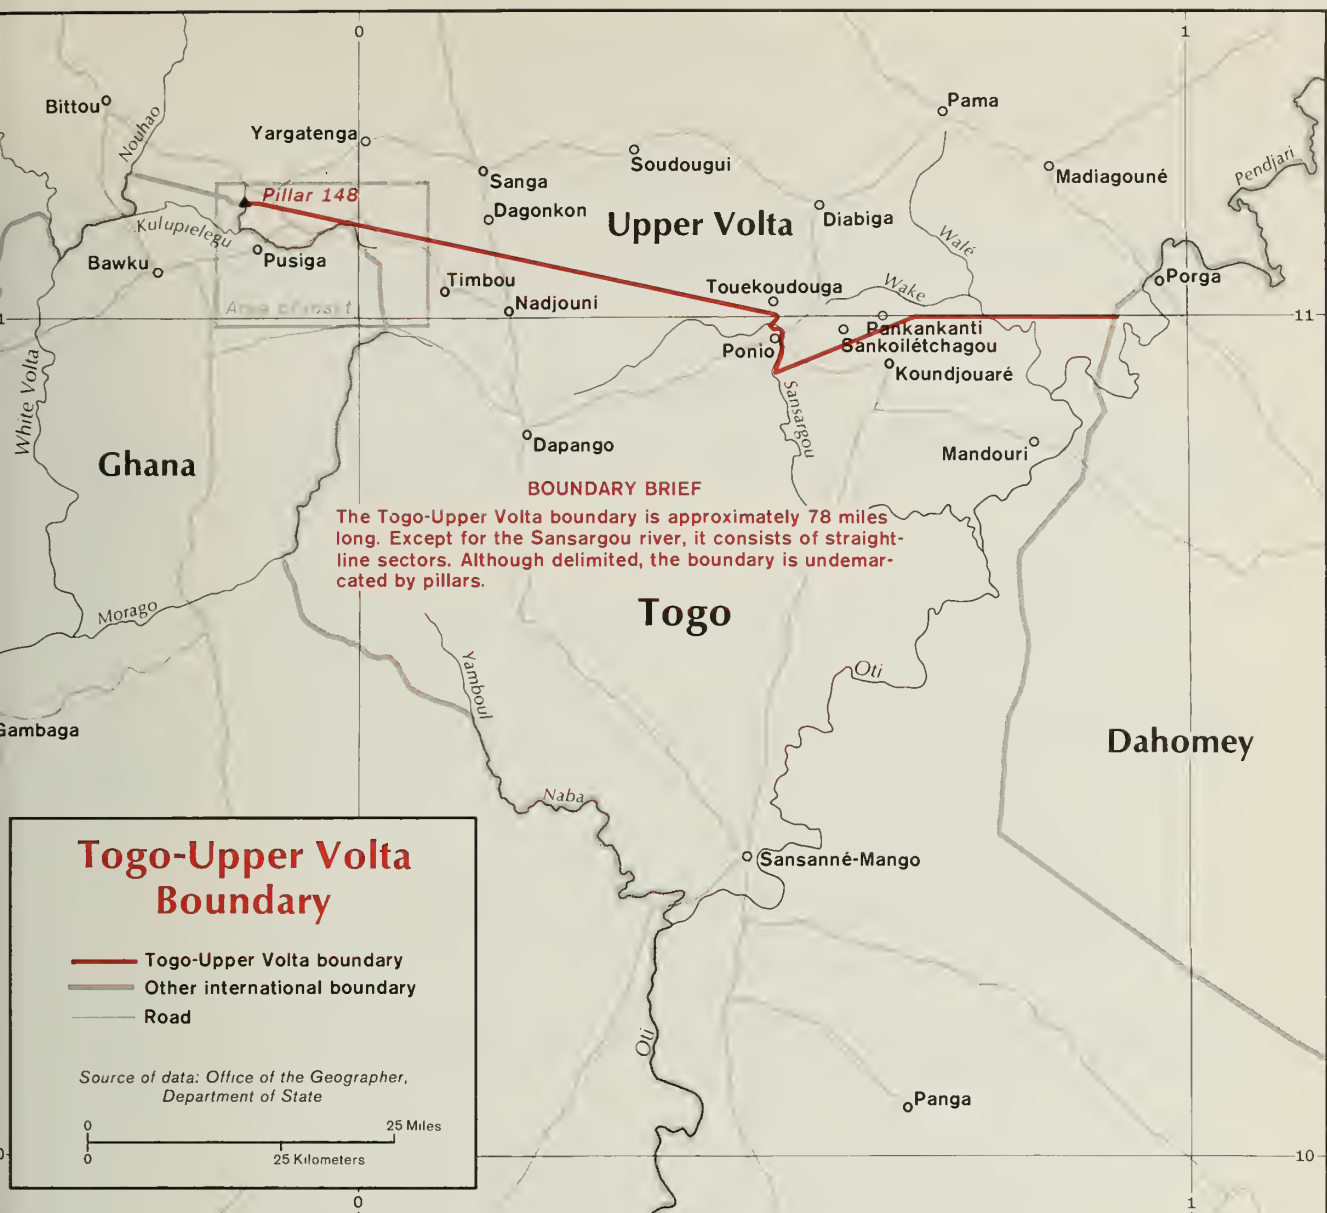 0
1
Bittou
Nouhao
Yargatenga
Pama
Soudougui
Sanga
Madiagouné
Pendjari
Pillar 148
Dagonkon
Upper Volta
Diabiga
Kulupielegu
Walé
Bawku
Pusiga
Timbou
Touekoudouga
Wake
Porga
Area of inset
Nadjouni
1
11
Pankankanti
Ponio
Sankoilétchagou
Koundjouaré
White Volta
Sansargou
Ghana
Dapango
Mandouri
BOUNDARY BRIEF
The Togo-Upper Volta boundary is approximately 78 miles
long. Except for the Sansargou river, it consists of straight-
line sectors. Although delimited, the boundary is undemar-
cated by pillars.
Morago
Togo
Yamboul
Oti
Gambaga
Dahomey
Naba
Togo-Upper Volta
Boundary
Sansanné-Mango
Togo-Upper Volta boundary
Other international boundary
Road
Oti
Source of data: Office of the Geographer,
Department of State
Panga
0 25 Miles
0 25 Kilometers
0
10
0
1